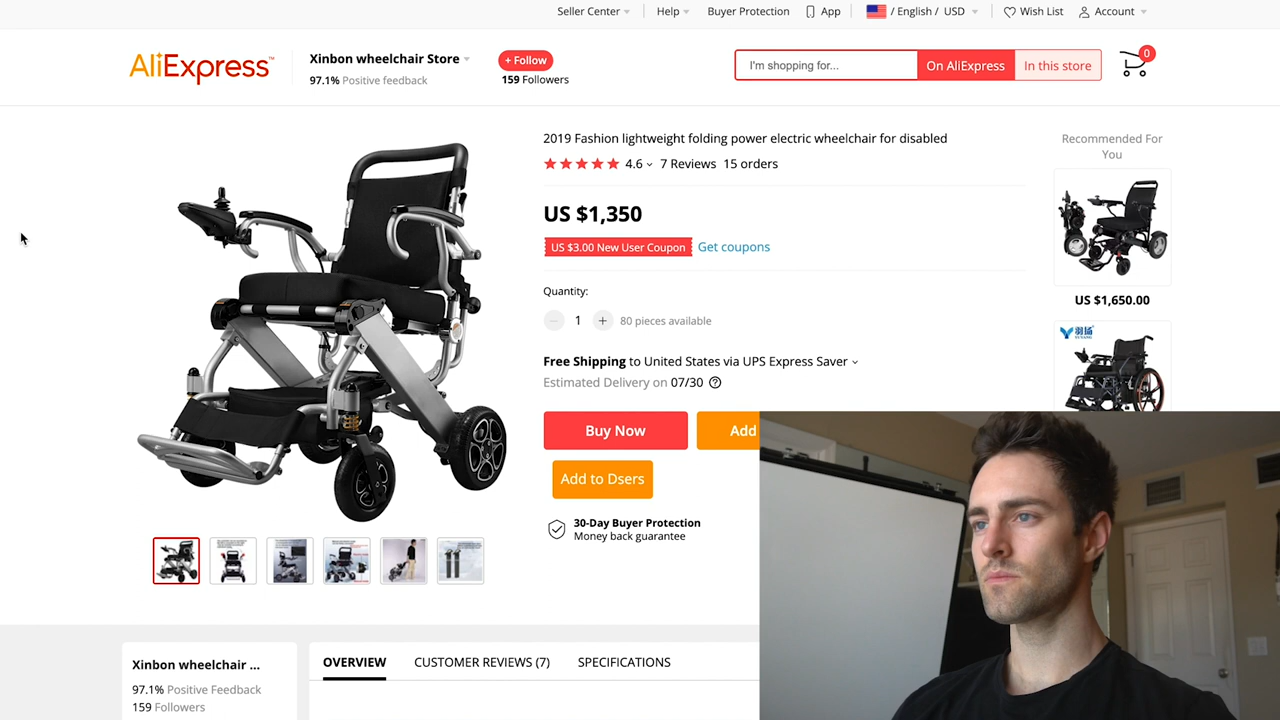 Seller Center
Help
Buyer Protection
App
/ English / USD
Wish List
Account
AliExpress™
Xinbon wheelchair Store
97.1% Positive feedback
+ Follow
159 Followers
I'm shopping for...
On AliExpress
In this store
0
2019 Fashion lightweight folding power electric wheelchair for disabled
4.6
7 Reviews
15 orders
US $1,350
US $3.00 New User Coupon
Get coupons
Quantity:
1
80 pieces available
Free Shipping to United States via UPS Express Saver
Estimated Delivery on 07/30
Buy Now
Add
Add to Dsers
30-Day Buyer Protection
Money back guarantee
Recommended For
You
US $1,650.00
羽扬
Xinbon wheelchair ...
97.1% Positive Feedback
159 Followers
OVERVIEW
CUSTOMER REVIEWS (7)
SPECIFICATIONS